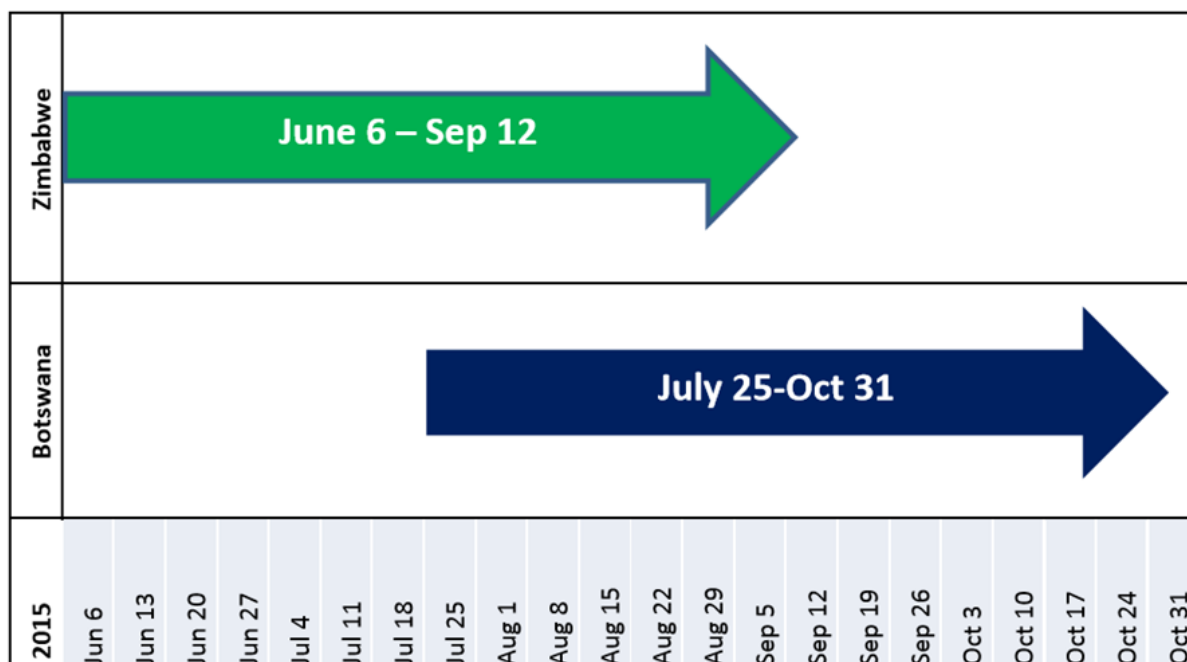 Zimbabwe
June 6 – Sep 12
Botswana
July 25-Oct 31
2015
Jun 6
Jun 13
Jun 20
Jun 27
Jul 4
Jul 11
Jul 18
Jul 25
Aug 1
Aug 8
Aug 15
Aug 22
Aug 29
Sep 5
Sep 12
Sep 19
Sep 26
Oct 3
Oct 10
Oct 17
Oct 24
Oct 31